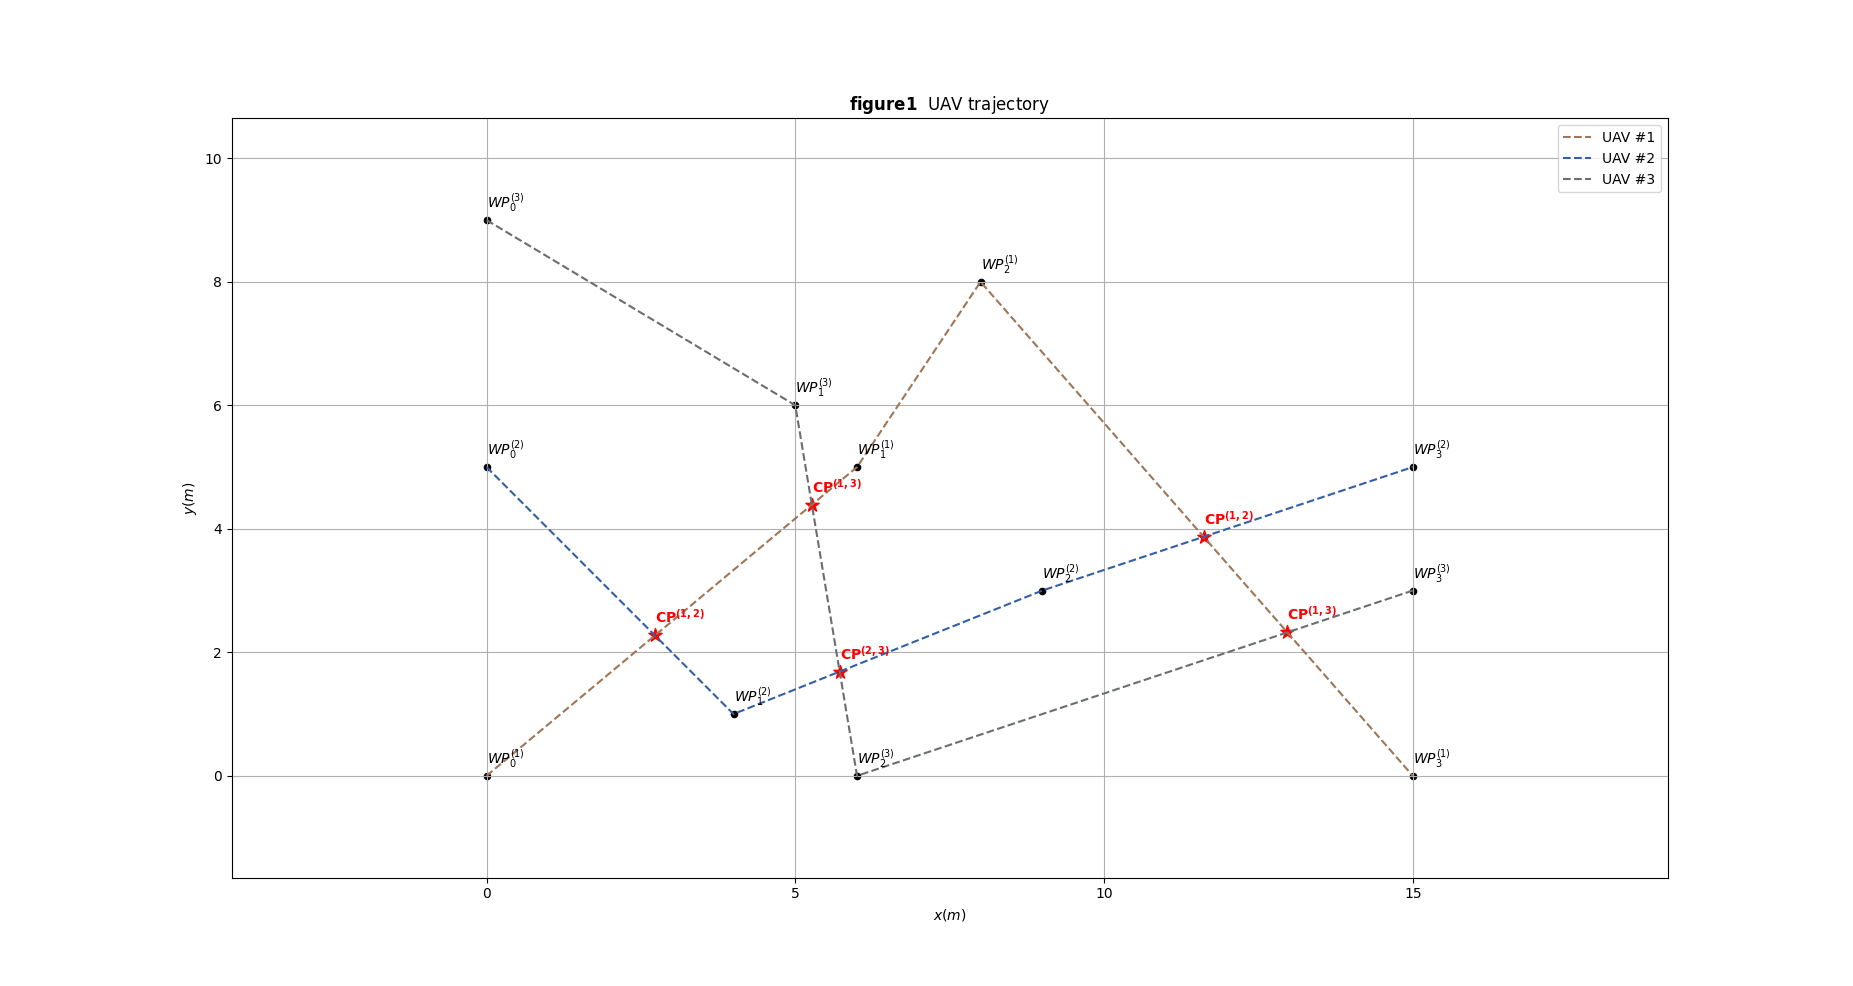 figure1 UAV trajectory
UAV #1
UAV #2
UAV #3
10
8
6
4
2
0
y(m)
WP₀⁽³⁾
WP₂⁽¹⁾
WP₁⁽³⁾
WP₀⁽²⁾
WP₁⁽¹⁾
WP₃⁽²⁾
CP⁽¹,³⁾
CP⁽¹,²⁾
WP₂⁽²⁾
WP₃⁽³⁾
CP⁽¹,²⁾
CP⁽¹,³⁾
CP⁽²,³⁾
WP₁⁽²⁾
WP₀⁽¹⁾
WP₂⁽³⁾
WP₃⁽¹⁾
0
5
10
15
x(m)